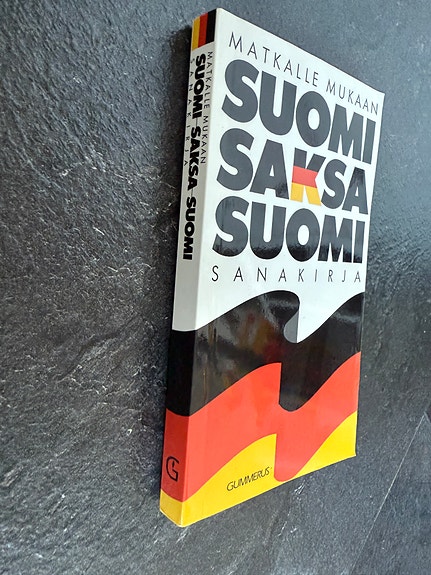 MATKALLE MUKAAN
SUOMI
SAKSA
SUOMI
SANAKIRJA
GUMMERUS
MATKALLE MUKAAN
SUOMI–SAKSA–SUOMI
SANAKIRJA
G